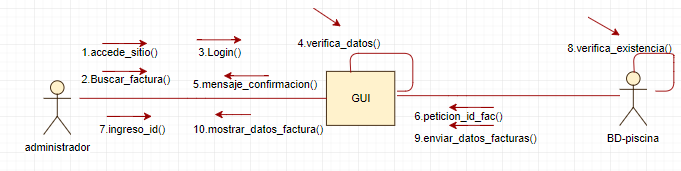 4.verifica_datos()
1.accede_sitio()
3.Login()
8.verifica_existencia()
2.Buscar_factura()
5.mensaje_confirmacion()
GUI
6.peticion_id_fac()
7.ingreso_id()
10.mostrar_datos_factura()
9.enviar_datos_facturas()
administrador
BD-piscina